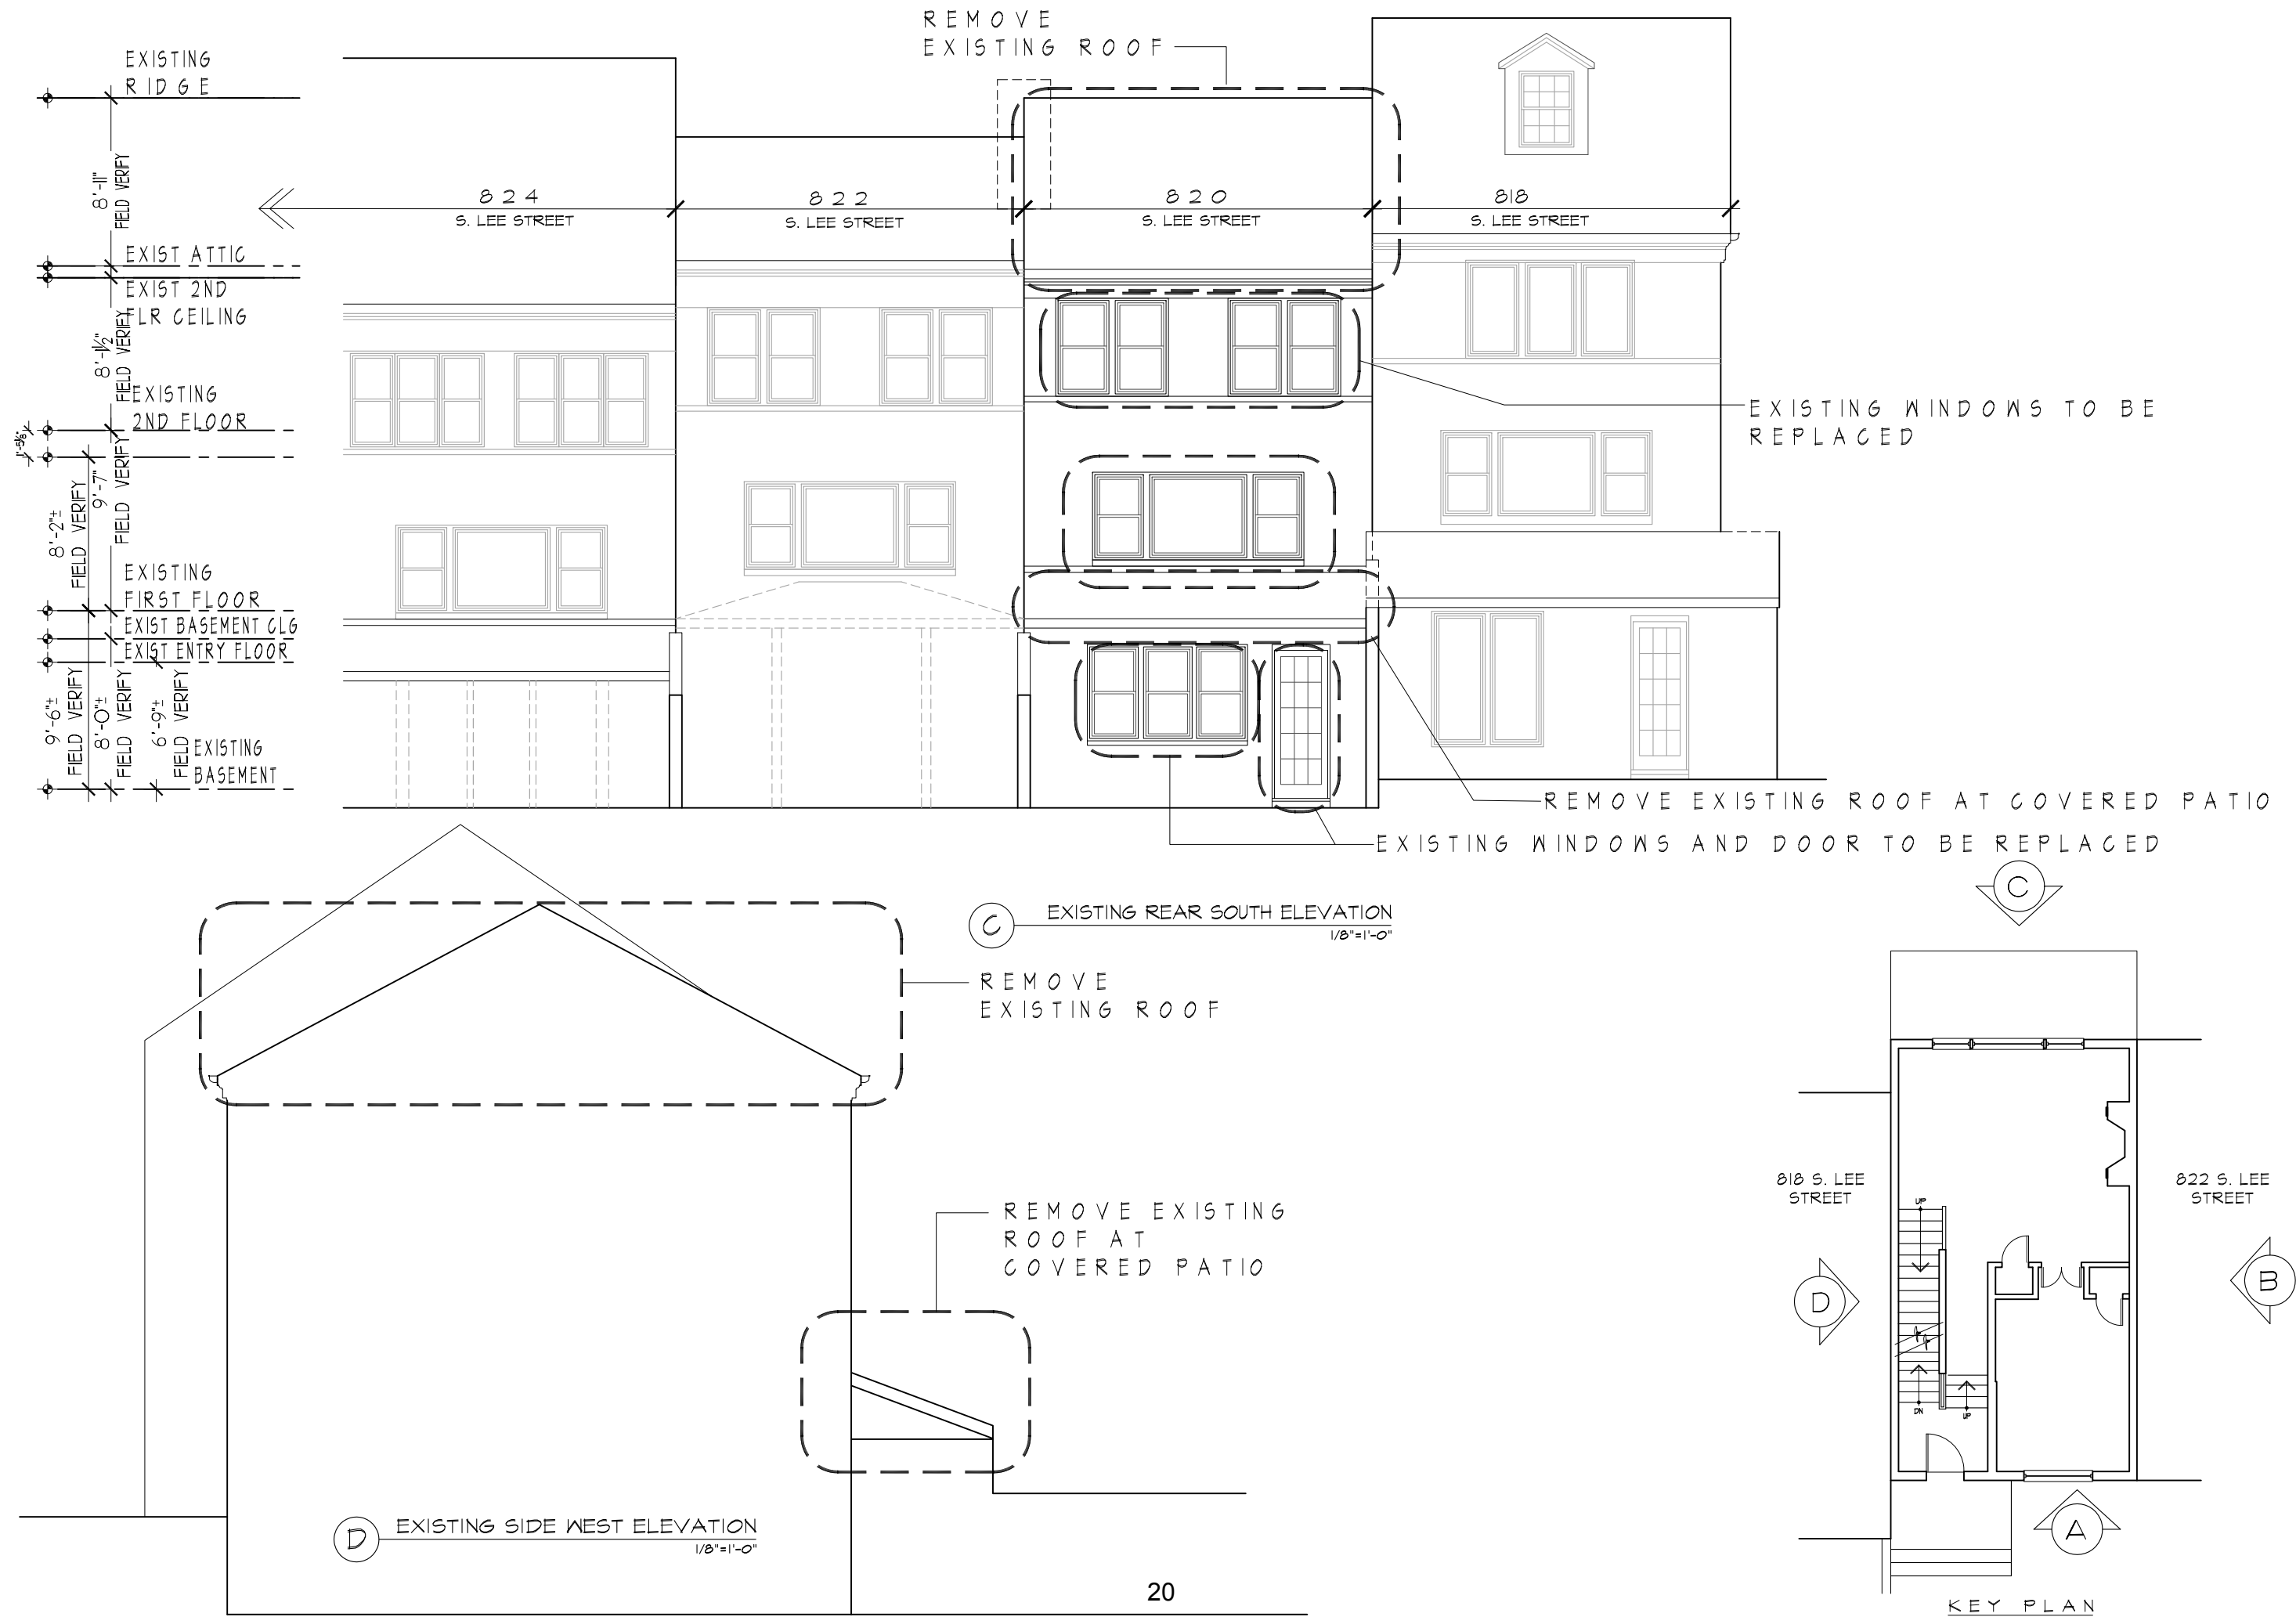 REMOVE
EXISTING ROOF
EXISTING
RIDGE
8'-11"
FIELD VERIFY
824
S. LEE STREET
822
S. LEE STREET
820
S. LEE STREET
818
S. LEE STREET
EXIST ATTIC
EXIST 2ND
FLR CEILING
8'-1½"
FIELD VERIFY
EXISTING
2ND FLOOR
EXISTING WINDOWS TO BE
REPLACED
1'-5⅛"
9'-7"
FIELD VERIFY
8'-2"±
FIELD VERIFY
EXISTING
FIRST FLOOR
EXIST BASEMENT CLG
EXIST ENTRY FLOOR
9'-6"±
FIELD VERIFY
8'-0"±
FIELD VERIFY
6'-9"±
FIELD VERIFY
EXISTING
BASEMENT
REMOVE EXISTING ROOF AT COVERED PATIO
EXISTING WINDOWS AND DOOR TO BE REPLACED
C
EXISTING REAR SOUTH ELEVATION
1/8"=1'-0"
REMOVE
EXISTING ROOF
REMOVE EXISTING
ROOF AT
COVERED PATIO
D
EXISTING SIDE WEST ELEVATION
1/8"=1'-0"
C
818 S. LEE
STREET
822 S. LEE
STREET
UP
D
B
DN
UP
A
KEY PLAN
20